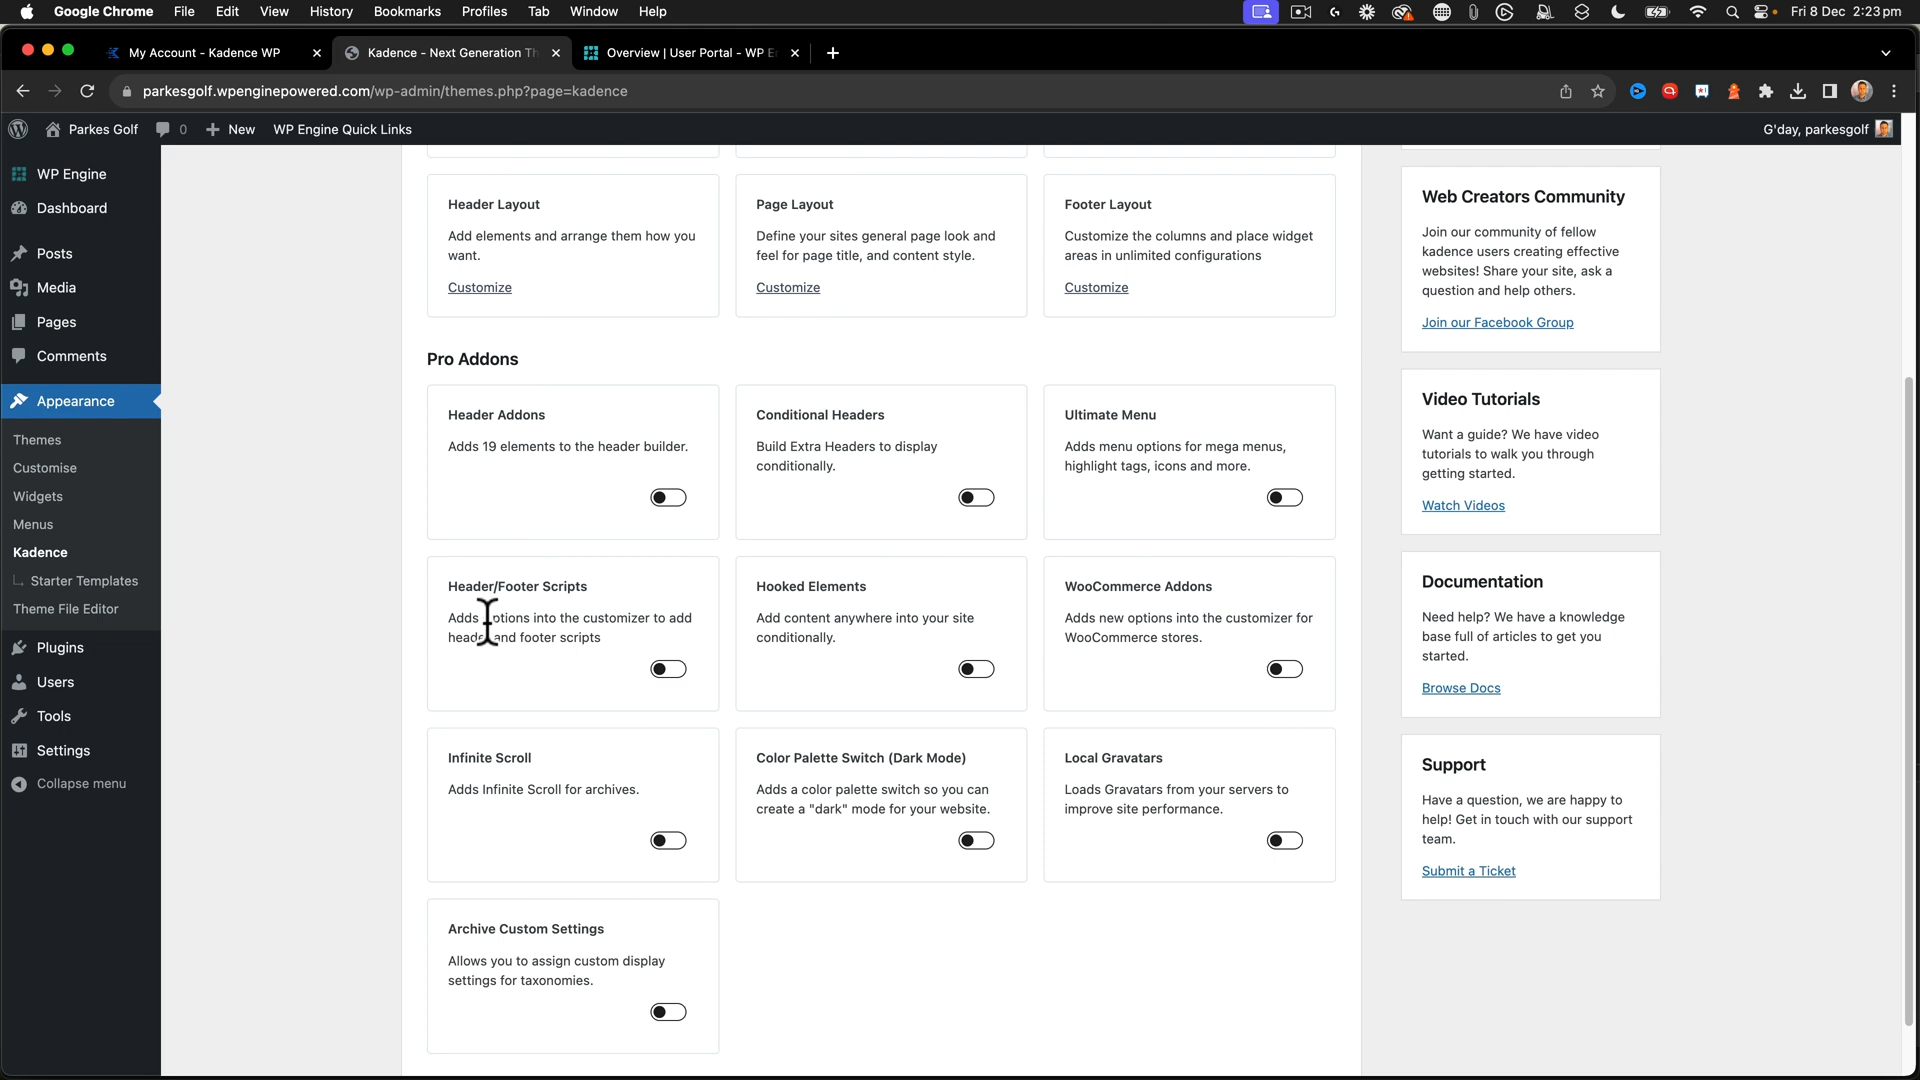 Google Chrome File Edit View History Bookmarks Profiles Tab Window Help Fri 8 Dec 2:23pm
My Account - Kadence WP Kadence - Next Generation Th Overview | User Portal - WP E
parkesgolf.wpenginepowered.com/wp-admin/themes.php?page=kadence
Parkes Golf 0 New WP Engine Quick Links G'day, parkesgolf
WP Engine
Dashboard
Posts
Media
Pages
Comments
Appearance
Themes
Customise
Widgets
Menus
Kadence
Starter Templates
Theme File Editor
Plugins
Users
Tools
Settings
Collapse menu
Header Layout
Add elements and arrange them how you
want.
Customize
Page Layout
Define your sites general page look and
feel for page title, and content style.
Customize
Footer Layout
Customize the columns and place widget
areas in unlimited configurations
Customize
Pro Addons
Header Addons
Adds 19 elements to the header builder.
Conditional Headers
Build Extra Headers to display
conditionally.
Ultimate Menu
Adds menu options for mega menus,
highlight tags, icons and more.
Header/Footer Scripts
Adds options into the customizer to add
header and footer scripts
Hooked Elements
Add content anywhere into your site
conditionally.
WooCommerce Addons
Adds new options into the customizer for
WooCommerce stores.
Infinite Scroll
Adds Infinite Scroll for archives.
Color Palette Switch (Dark Mode)
Adds a color palette switch so you can
create a "dark" mode for your website.
Local Gravatars
Loads Gravatars from your servers to
improve site performance.
Archive Custom Settings
Allows you to assign custom display
settings for taxonomies.
Web Creators Community
Join our community of fellow
kadence users creating effective
websites! Share your site, ask a
question and help others.
Join our Facebook Group
Video Tutorials
Want a guide? We have video
tutorials to walk you through
getting started.
Watch Videos
Documentation
Need help? We have a knowledge
base full of articles to get you
started.
Browse Docs
Support
Have a question, we are happy to
help! Get in touch with our support
team.
Submit a Ticket